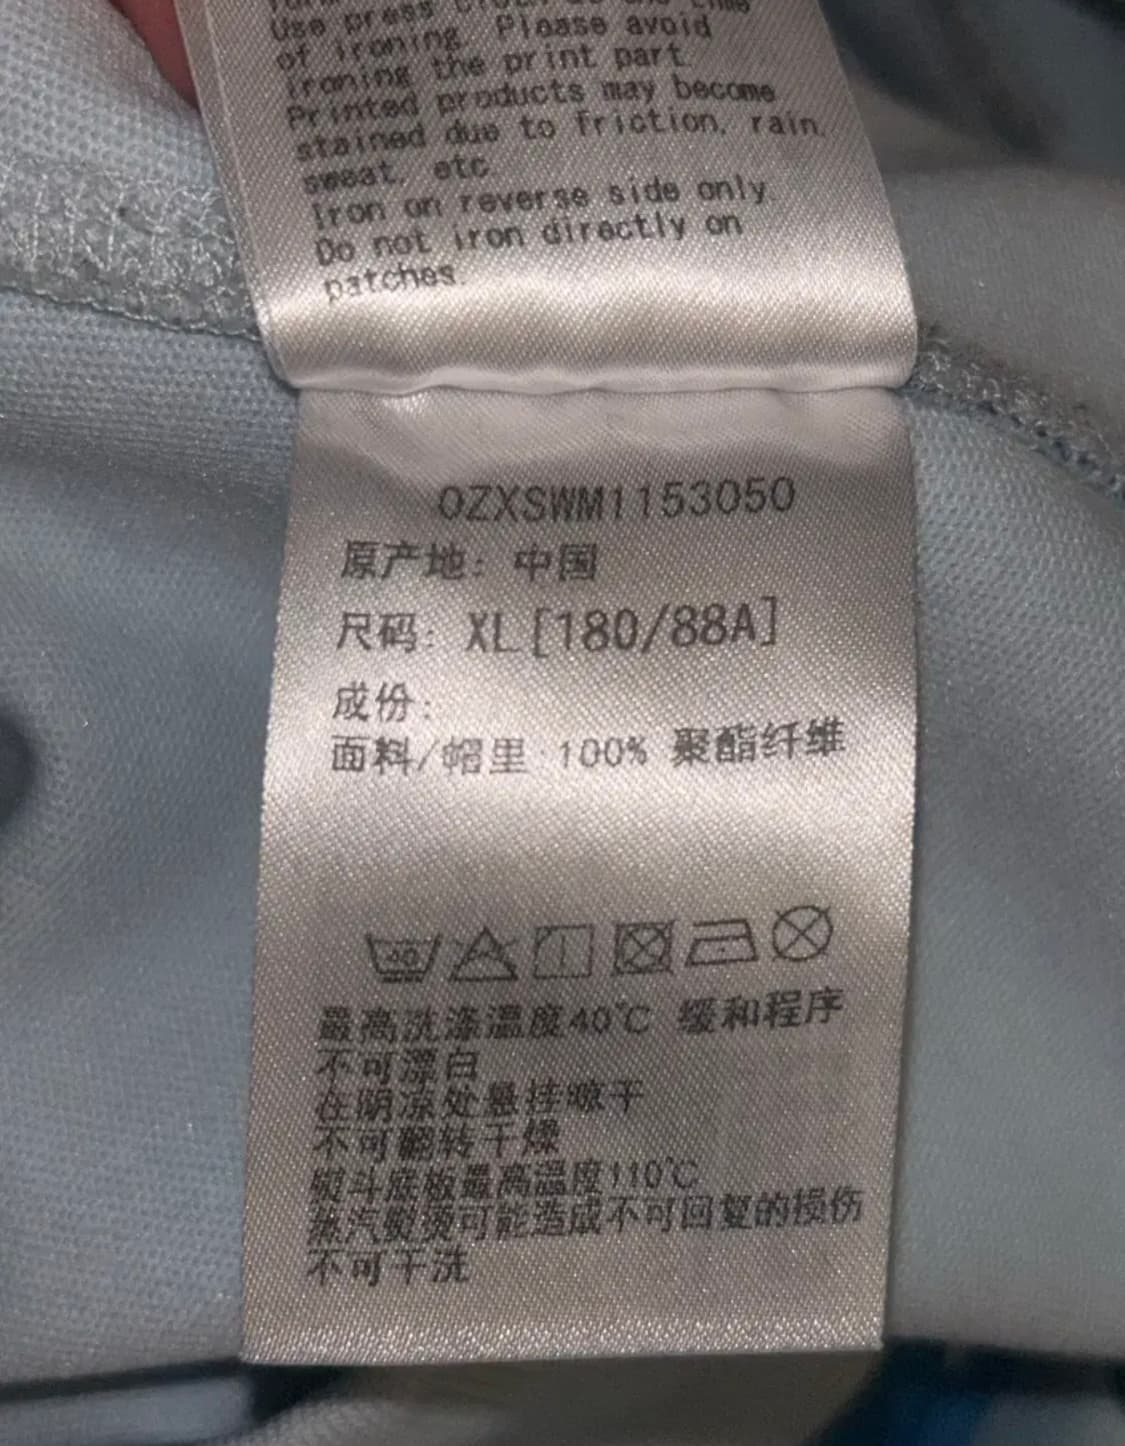 Use press
of ironing. Please avoid
ironing the print part.
Printed products may become
stained due to friction, rain,
sweat, etc.
Iron on reverse side only.
Do not iron directly on
patches.
OZXSWM1153050
原产地: 中国
尺码: XL[180/88A]
成份:
面料/帽里: 100% 聚酯纤维
40
最高洗涤温度40℃ 缓和程序
不可漂白
在阴凉处悬挂晾干
不可翻转干燥
熨斗底板最高温度110℃
蒸汽熨烫可能造成不可回复的损伤
不可干洗